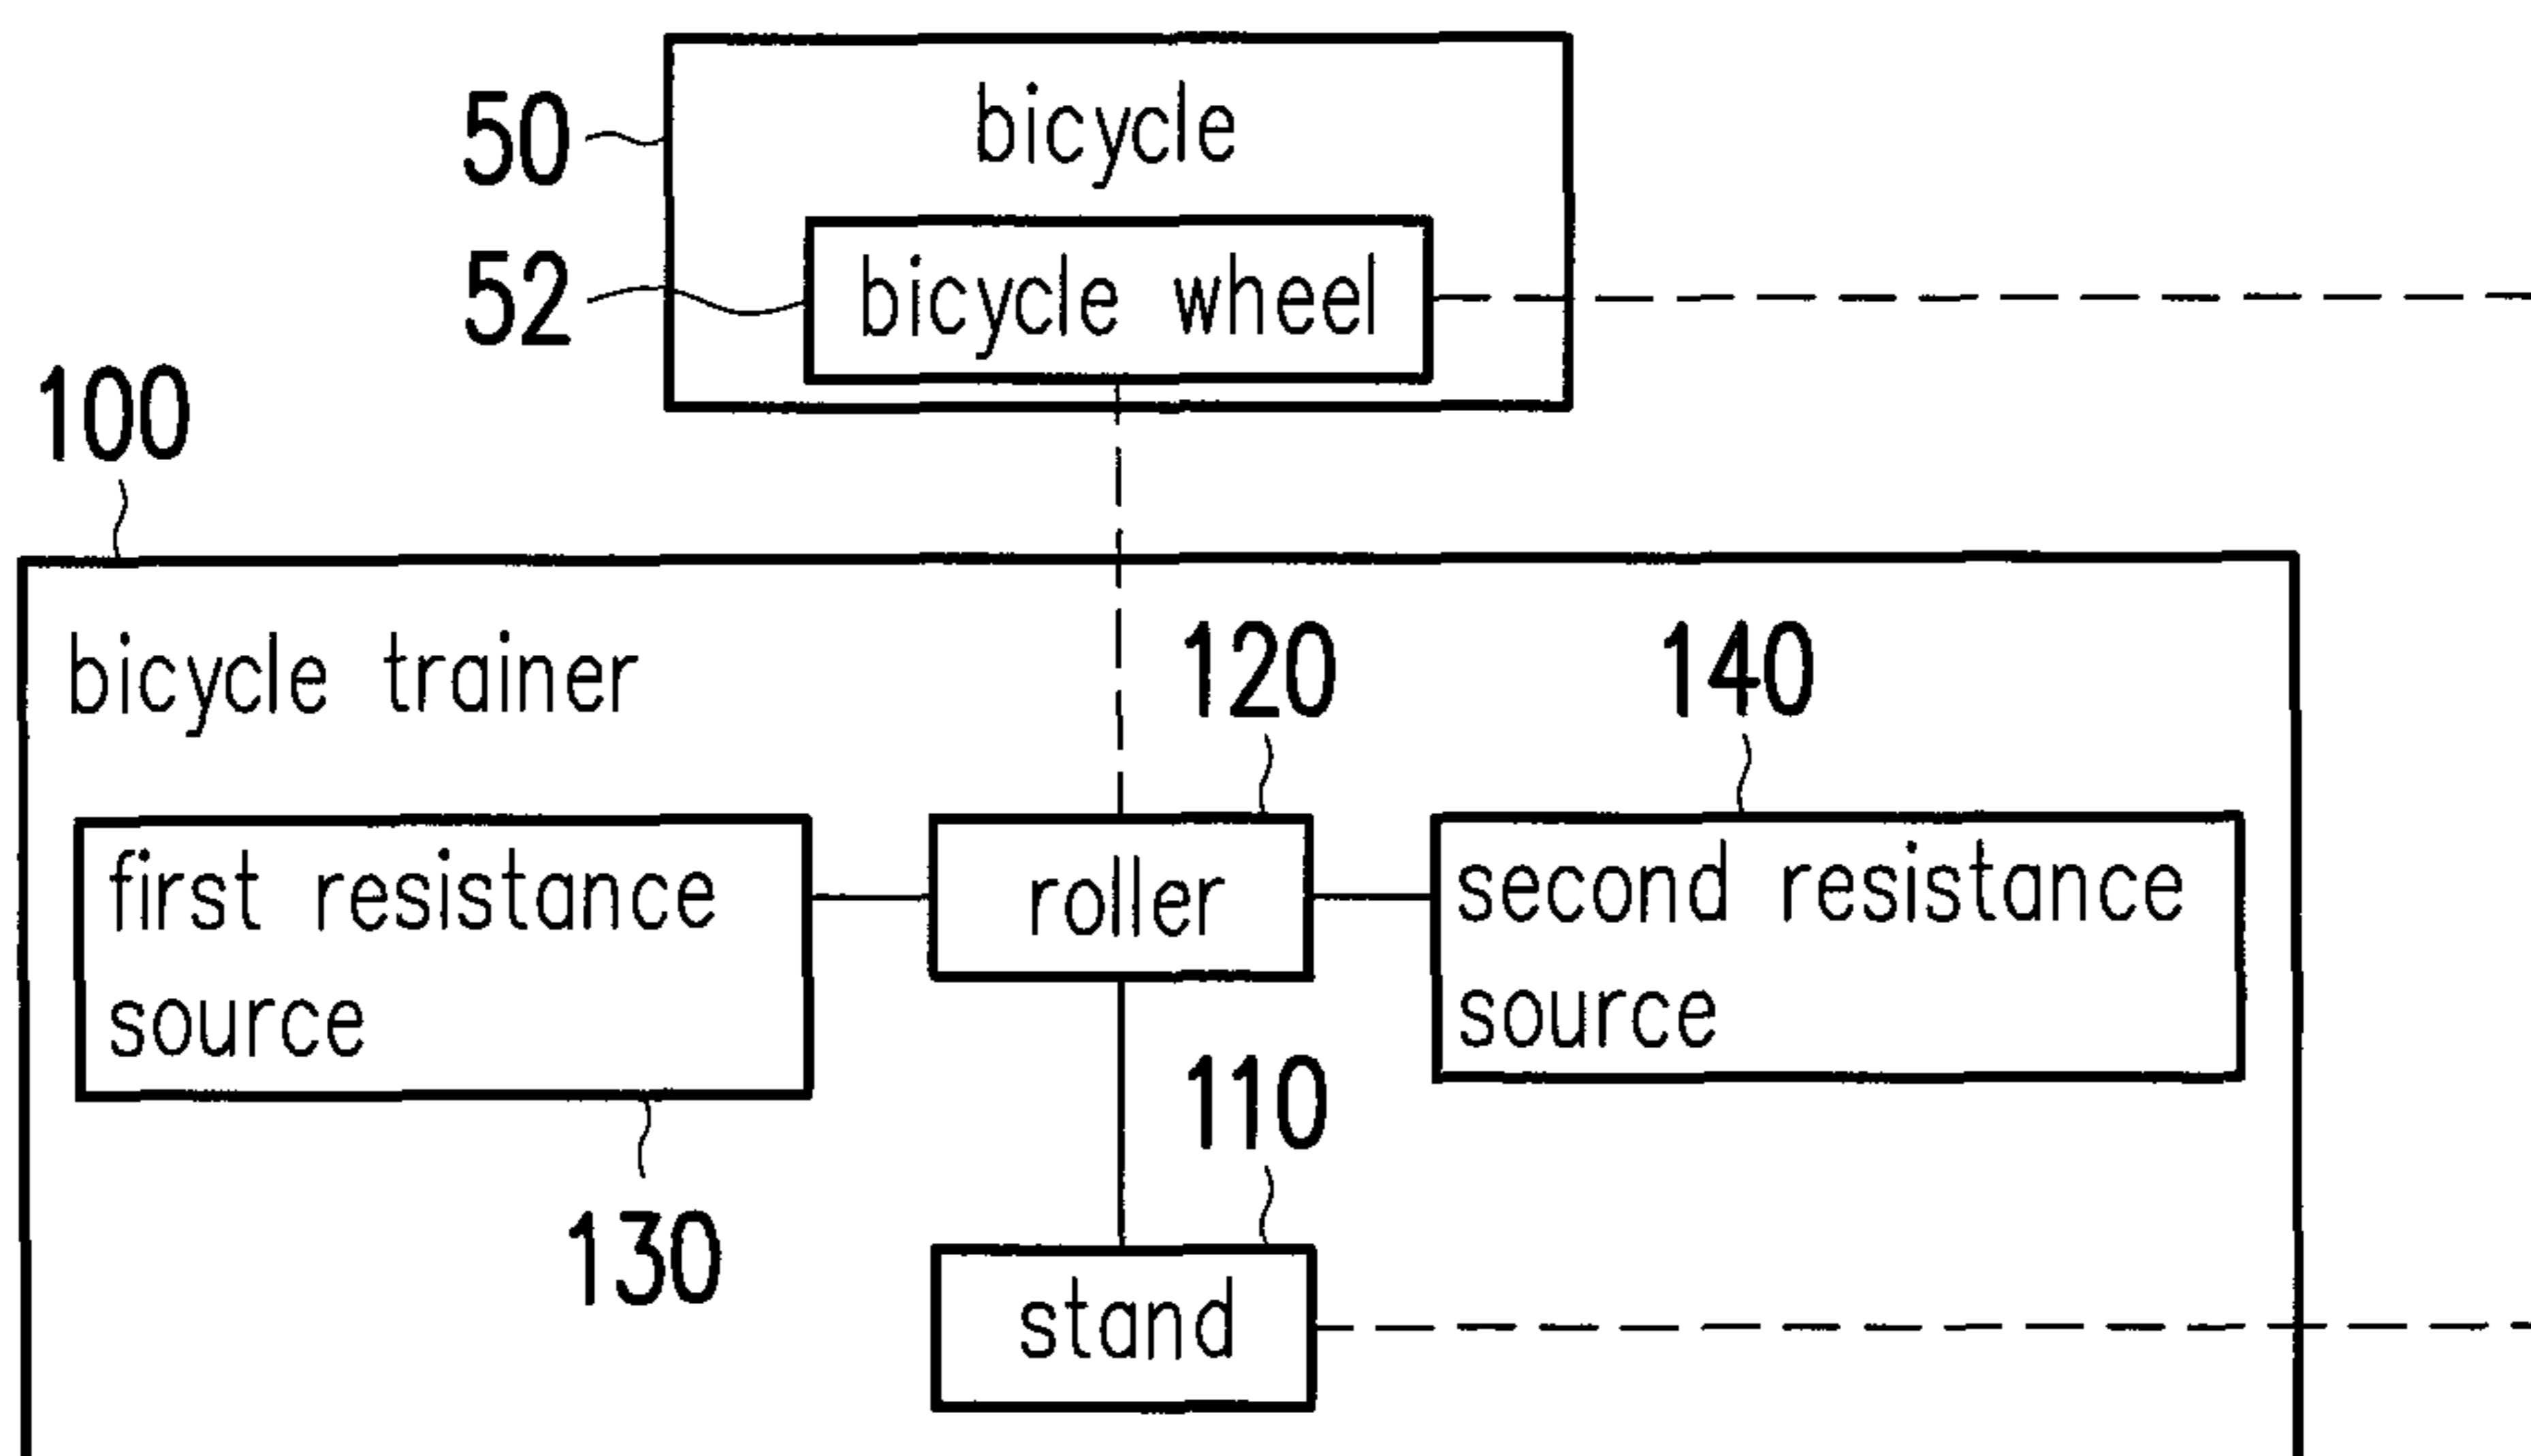 50
bicycle
52
bicycle wheel
100
bicycle trainer
120
140
first resistance
source
roller
second resistance
source
110
130
stand